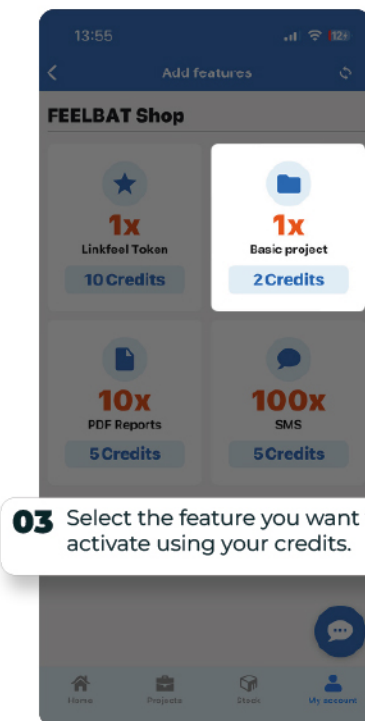 13:55
12
Add features
FEELBAT Shop
1x
Linkfeel Token
10 Credits
1x
Basic project
2 Credits
10x
PDF Reports
5 Credits
100x
SMS
5 Credits
03 Select the feature you want
activate using your credits.
Home Projects Stock My account